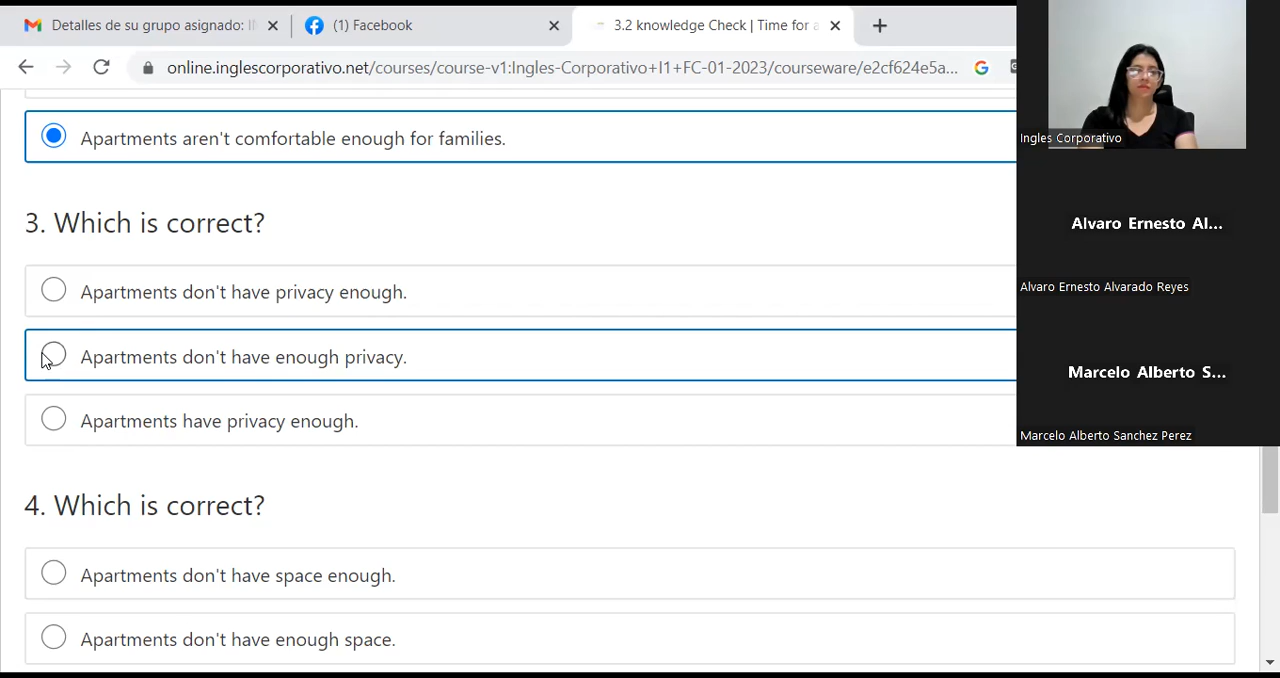 Detalles de su grupo asignado: I
(1) Facebook
3.2 knowledge Check | Time for a
online.inglescorporativo.net/courses/course-v1:Ingles-Corporativo+I1+FC-01-2023/courseware/e2cf624e5a...
Apartments aren't comfortable enough for families.
3. Which is correct?
Apartments don't have privacy enough.
Apartments don't have enough privacy.
Apartments have privacy enough.
4. Which is correct?
Apartments don't have space enough.
Apartments don't have enough space.
Ingles Corporativo
Alvaro Ernesto Al...
Alvaro Ernesto Alvarado Reyes
Marcelo Alberto S...
Marcelo Alberto Sanchez Perez